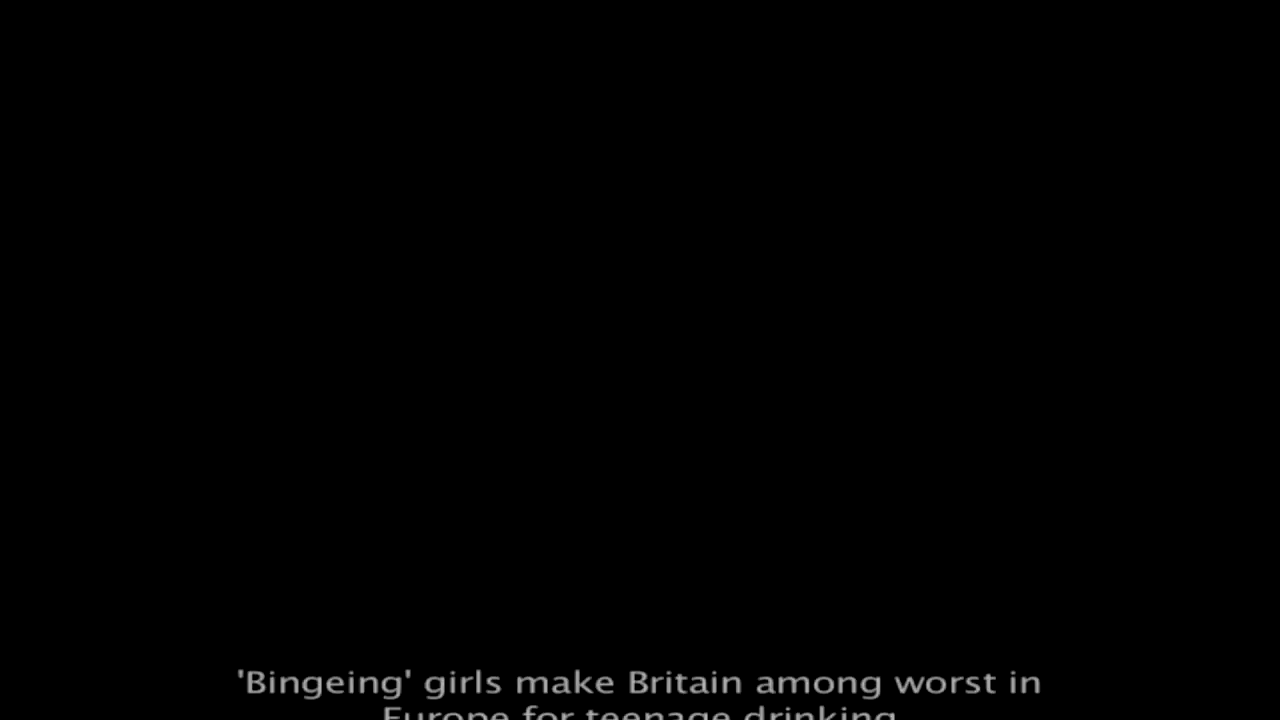 'Bingeing' girls make Britain among worst in
Europe for teenage drinking